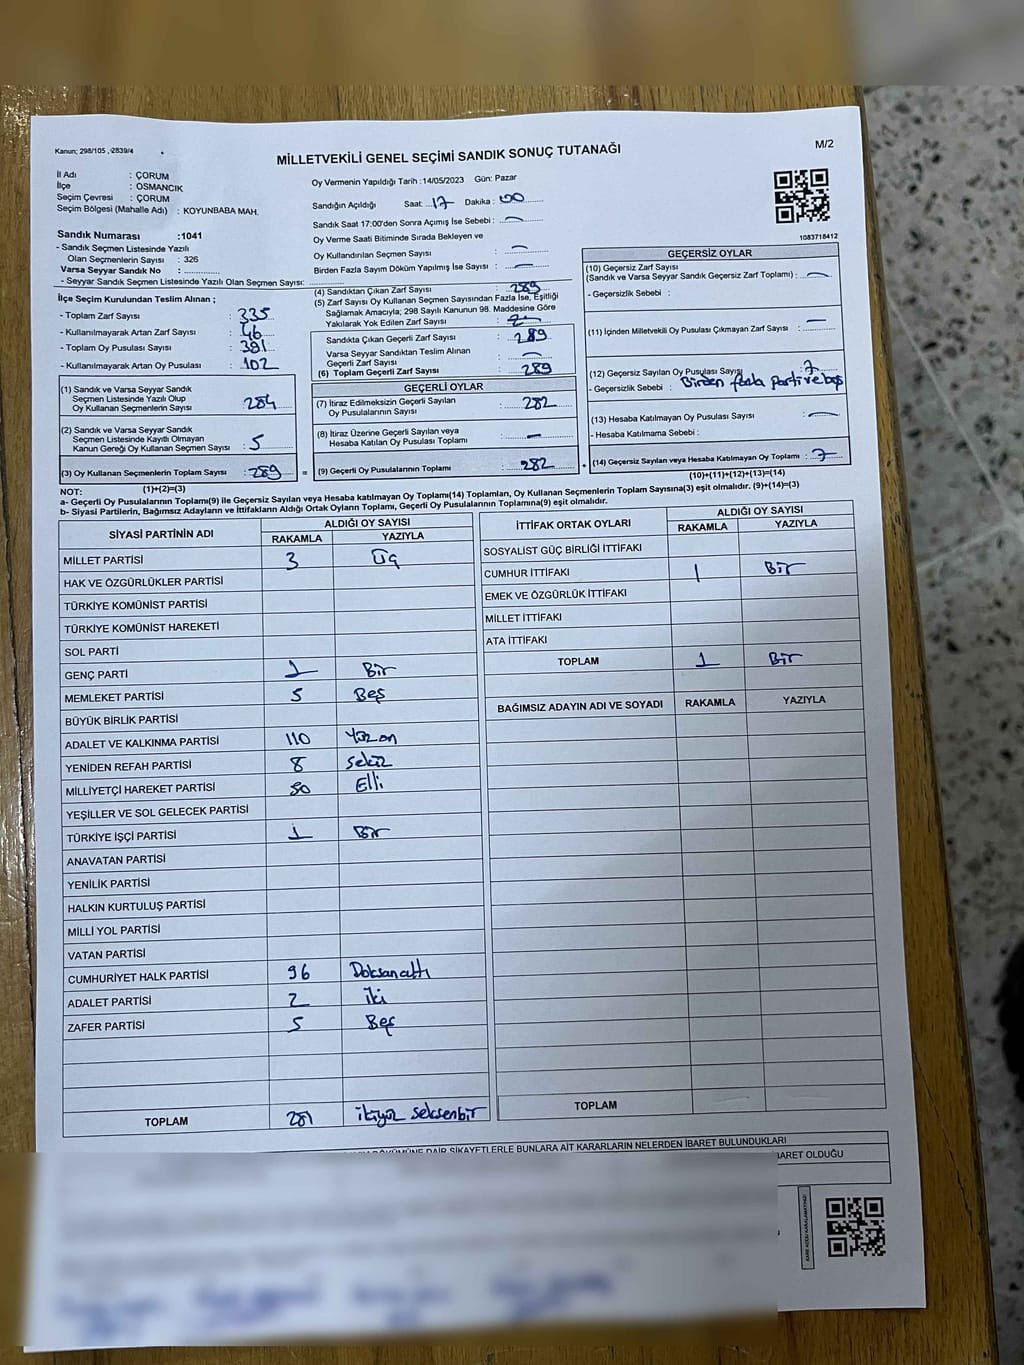 Kanun; 298/105 , 2839/4
MİLLETVEKİLİ GENEL SEÇİMİ SANDIK SONUÇ TUTANAĞI
M/2
İl Adı : ÇORUM
İlçe : OSMANCIK
Seçim Çevresi : ÇORUM
Seçim Bölgesi (Mahalle Adı) : KOYUNBABA MAH.
Sandık Numarası :1041
- Sandık Seçmen Listesinde Yazılı
Olan Seçmenlerin Sayısı : 326
Varsa Seyyar Sandık No : ............
- Seyyar Sandık Seçmen Listesinde Yazılı Olan Seçmen Sayısı: ............
Oy Vermenin Yapıldığı Tarih :14/05/2023 Gün: Pazar
Sandığın Açıldığı Saat: 17 Dakika: 00
Sandık Saat 17:00'den Sonra Açımış İse Sebebi : —
Oy Verme Saati Bitiminde Sırada Bekleyen ve
Oy Kullandırılan Seçmen Sayısı : —
Birden Fazla Sayım Döküm Yapılmış İse Sayısı : —
1083718412
İlçe Seçim Kurulundan Teslim Alınan ;
- Toplam Zarf Sayısı : 335
- Kullanılmayarak Artan Zarf Sayısı : 46
- Toplam Oy Pusulası Sayısı : 391
- Kullanılmayarak Artan Oy Pusulası : 102
(1) Sandık ve Varsa Seyyar Sandık
Seçmen Listesinde Yazılı Olup
Oy Kullanan Seçmenlerin Sayısı : 284
(2) Sandık ve Varsa Seyyar Sandık
Seçmen Listesinde Kayıtlı Olmayan
Kanun Gereği Oy Kullanan Seçmen Sayısı : 5
(3) Oy Kullanan Seçmenlerin Toplam Sayısı : 289
(1)+(2)=(3)
(4) Sandıktan Çıkan Zarf Sayısı : 289
(5) Zarf Sayısı Oy Kullanan Seçmen Sayısından Fazla İse, Eşitliği
Sağlamak Amacıyla; 298 Sayılı Kanunun 98. Maddesine Göre
Yakılarak Yok Edilen Zarf Sayısı :
Sandıkta Çıkan Geçerli Zarf Sayısı : 289
Varsa Seyyar Sandıktan Teslim Alınan
Geçerli Zarf Sayısı : —
(6) Toplam Geçerli Zarf Sayısı : 289
GEÇERLİ OYLAR
(7) İtiraz Edilmeksizin Geçerli Sayılan
Oy Pusulalarının Sayısı : 282
(8) İtiraz Üzerine Geçerli Sayılan veya
Hesaba Katılan Oy Pusulası Toplamı : —
= (9) Geçerli Oy Pusulalarının Toplamı : 282
GEÇERSİZ OYLAR
(10) Geçersiz Zarf Sayısı
(Sandık ve Varsa Seyyar Sandık Geçersiz Zarf Toplamı) : —
- Geçersizlik Sebebi :
(11) İçinden Milletvekili Oy Pusulası Çıkmayan Zarf Sayısı : —
(12) Geçersiz Sayılan Oy Pusulası Sayısı : 7
- Geçersizlik Sebebi : Birden fazla partiye baş
(13) Hesaba Katılmayan Oy Pusulası Sayısı : —
- Hesaba Katılmama Sebebi :
+ (14) Geçersiz Sayılan veya Hesaba Katılmayan Oy Toplamı : 7
(10)+(11)+(12)+(13)=(14)
NOT:
a- Geçerli Oy Pusulalarının Toplamı(9) ile Geçersiz Sayılan veya Hesaba katılmayan Oy Toplamı(14) Toplamları, Oy Kullanan Seçmenlerin Toplam Sayısına(3) eşit olmalıdır. (9)+(14)=(3)
b- Siyasi Partilerin, Bağımsız Adayların ve İttifakların Aldığı Ortak Oyların Toplamı, Geçerli Oy Pusulalarının Toplamına(9) eşit olmalıdır.
SİYASİ PARTİNİN ADI ALDIĞI OY SAYISI
RAKAMLA YAZIYLA
MİLLET PARTİSİ 3 Üç
HAK VE ÖZGÜRLÜKLER PARTİSİ
TÜRKİYE KOMÜNİST PARTİSİ
TÜRKİYE KOMÜNİST HAREKETİ
SOL PARTİ
GENÇ PARTİ 1 Bir
MEMLEKET PARTİSİ 5 Beş
BÜYÜK BİRLİK PARTİSİ
ADALET VE KALKINMA PARTİSİ 110 Yüz on
YENİDEN REFAH PARTİSİ 8 Sekiz
MİLLİYETÇİ HAREKET PARTİSİ 50 Elli
YEŞİLLER VE SOL GELECEK PARTİSİ
TÜRKİYE İŞÇİ PARTİSİ 1 Bir
ANAVATAN PARTİSİ
YENİLİK PARTİSİ
HALKIN KURTULUŞ PARTİSİ
MİLLİ YOL PARTİSİ
VATAN PARTİSİ
CUMHURİYET HALK PARTİSİ 96 Doksanaltı
ADALET PARTİSİ 2 İki
ZAFER PARTİSİ 5 Beş
TOPLAM 281 ikiyüz seksenbir
İTTİFAK ORTAK OYLARI ALDIĞI OY SAYISI
RAKAMLA YAZIYLA
SOSYALİST GÜÇ BİRLİĞİ İTTİFAKI
CUMHUR İTTİFAKI 1 Bir
EMEK VE ÖZGÜRLÜK İTTİFAKI
MİLLET İTTİFAKI
ATA İTTİFAKI
TOPLAM 1 Bir
BAĞIMSIZ ADAYIN ADI VE SOYADI RAKAMLA YAZIYLA
TOPLAM
DÖKÜMÜNE DAİR ŞİKAYETLERLE BUNLARA AİT KARARLARIN NELERDEN İBARET BULUNDUKLARI
İBARET OLDUĞU